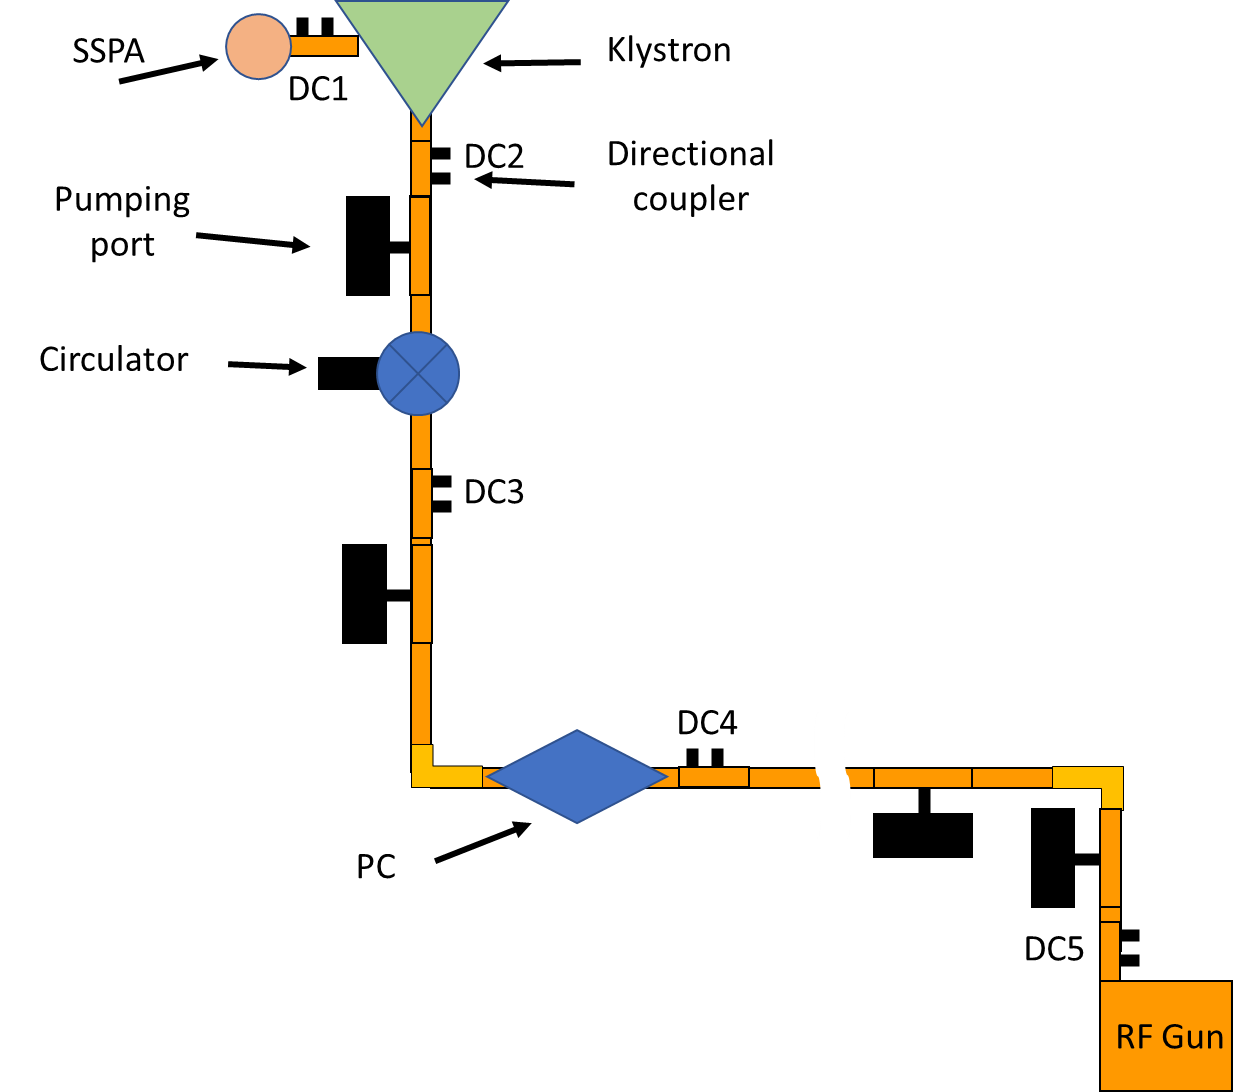 SSPA
Klystron
DC1
DC2
Directional
coupler
Pumping
port
Circulator
DC3
DC4
PC
DC5
RF Gun